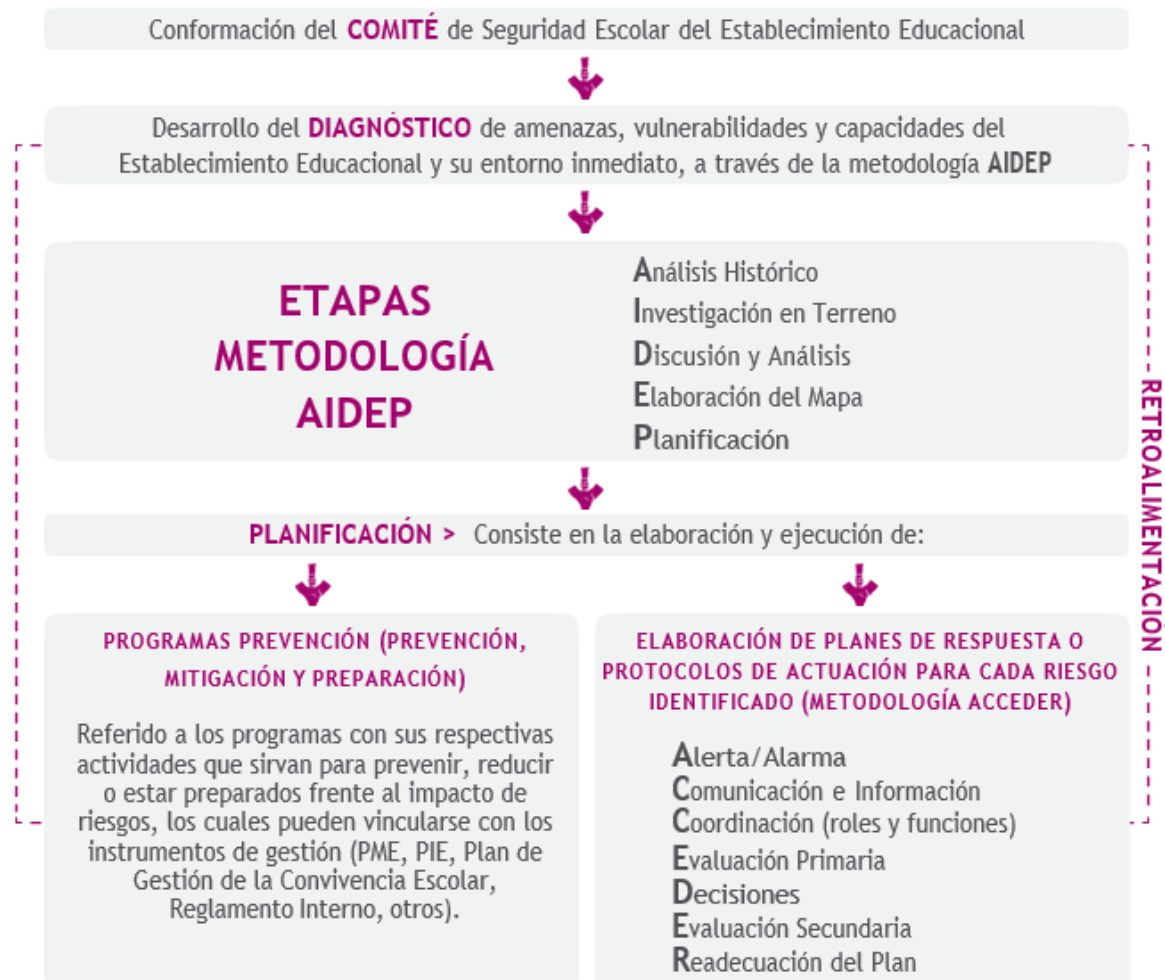 Conformación del COMITÉ de Seguridad Escolar del Establecimiento Educacional
Desarrollo del DIAGNÓSTICO de amenazas, vulnerabilidades y capacidades del
Establecimiento Educacional y su entorno inmediato, a través de la metodología AIDEP
ETAPAS
METODOLOGÍA
AIDEP
Análisis Histórico
Investigación en Terreno
Discusión y Análisis
Elaboración del Mapa
Planificación
RETROALIMENTACIÓN
PLANIFICACIÓN > Consiste en la elaboración y ejecución de:
PROGRAMAS PREVENCIÓN (PREVENCIÓN,
MITIGACIÓN Y PREPARACIÓN)
Referido a los programas con sus respectivas
actividades que sirvan para prevenir, reducir
o estar preparados frente al impacto de
riesgos, los cuales pueden vincularse con los
instrumentos de gestión (PME, PIE, Plan de
Gestión de la Convivencia Escolar,
Reglamento Interno, otros).
ELABORACIÓN DE PLANES DE RESPUESTA O
PROTOCOLOS DE ACTUACIÓN PARA CADA RIESGO
IDENTIFICADO (METODOLOGÍA ACCEDER)
Alerta/Alarma
Comunicación e Información
Coordinación (roles y funciones)
Evaluación Primaria
Decisiones
Evaluación Secundaria
Readecuación del Plan